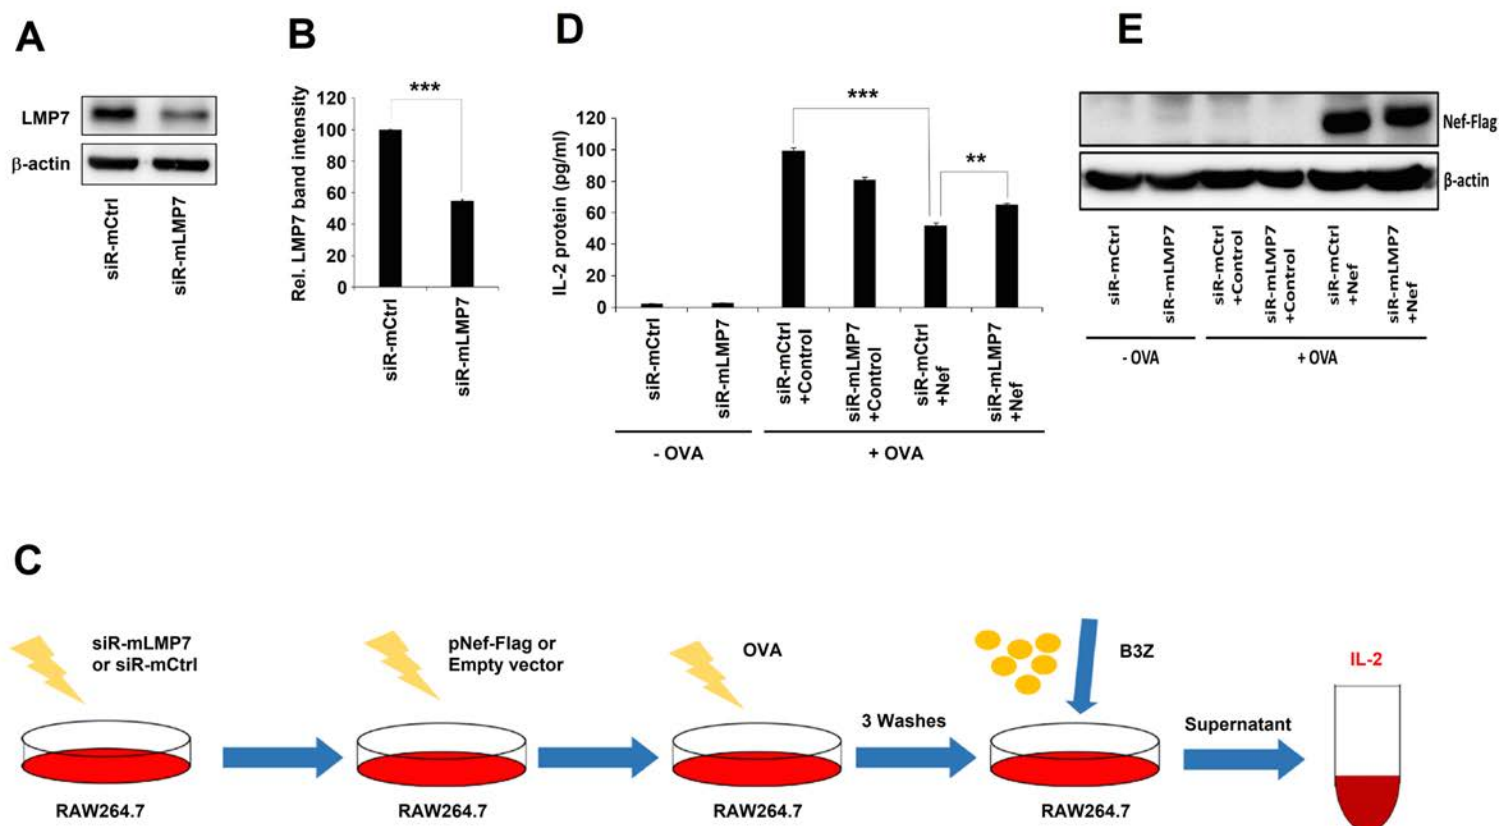 A
LMP7
β-actin
siR-mCtrl
siR-mLMP7
B
***
Rel. LMP7 band intensity
120
100
80
60
40
20
0
siR-mCtrl
siR-mLMP7
D
***
**
IL-2 protein (pg/ml)
120
100
80
60
40
20
0
siR-mCtrl
siR-mLMP7
siR-mCtrl
+Control
siR-mLMP7
+Control
siR-mCtrl
+Nef
siR-mLMP7
+Nef
- OVA
+ OVA
E
Nef-Flag
β-actin
siR-mCtrl
siR-mLMP7
siR-mCtrl
+Control
siR-mLMP7
+Control
siR-mCtrl
+Nef
siR-mLMP7
+Nef
- OVA
+ OVA
C
siR-mLMP7
or siR-mCtrl
pNef-Flag or
Empty vector
OVA
B3Z
IL-2
3 Washes
Supernatant
RAW264.7
RAW264.7
RAW264.7
RAW264.7